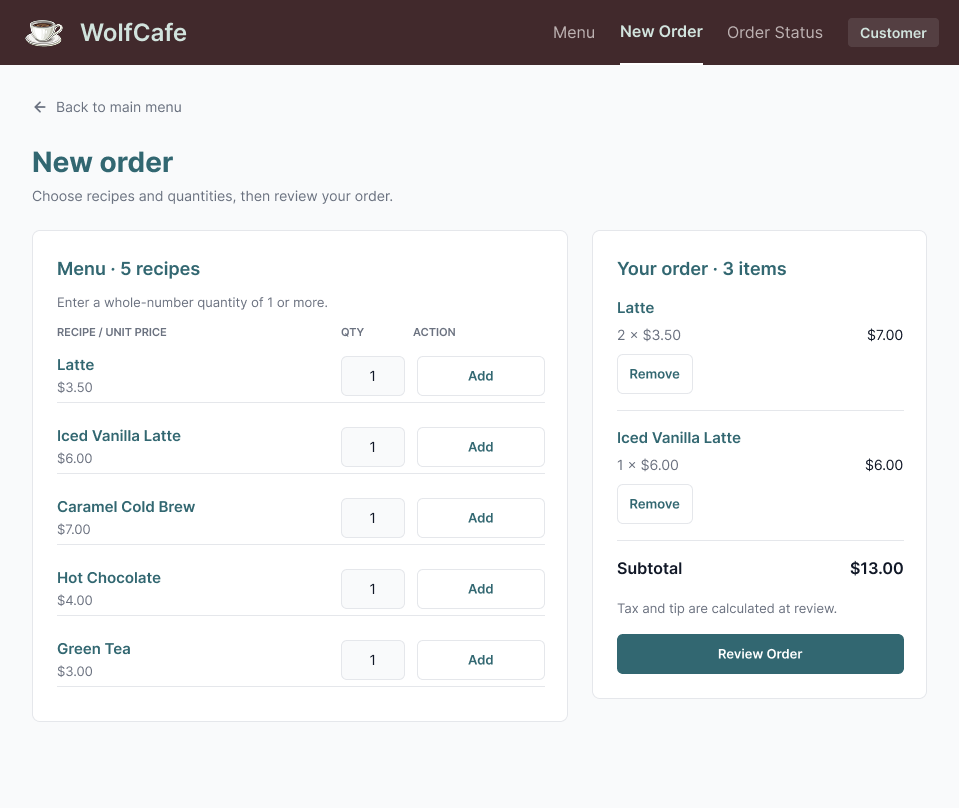 WolfCafe
Menu
New Order
Order Status
Customer
← Back to main menu
New order
Choose recipes and quantities, then review your order.
Menu · 5 recipes
Enter a whole-number quantity of 1 or more.
RECIPE / UNIT PRICE QTY ACTION
Latte
$3.50
1 Add
Iced Vanilla Latte
$6.00
1 Add
Caramel Cold Brew
$7.00
1 Add
Hot Chocolate
$4.00
1 Add
Green Tea
$3.00
1 Add
Your order · 3 items
Latte
2 × $3.50 $7.00
Remove
Iced Vanilla Latte
1 × $6.00 $6.00
Remove
Subtotal $13.00
Tax and tip are calculated at review.
Review Order